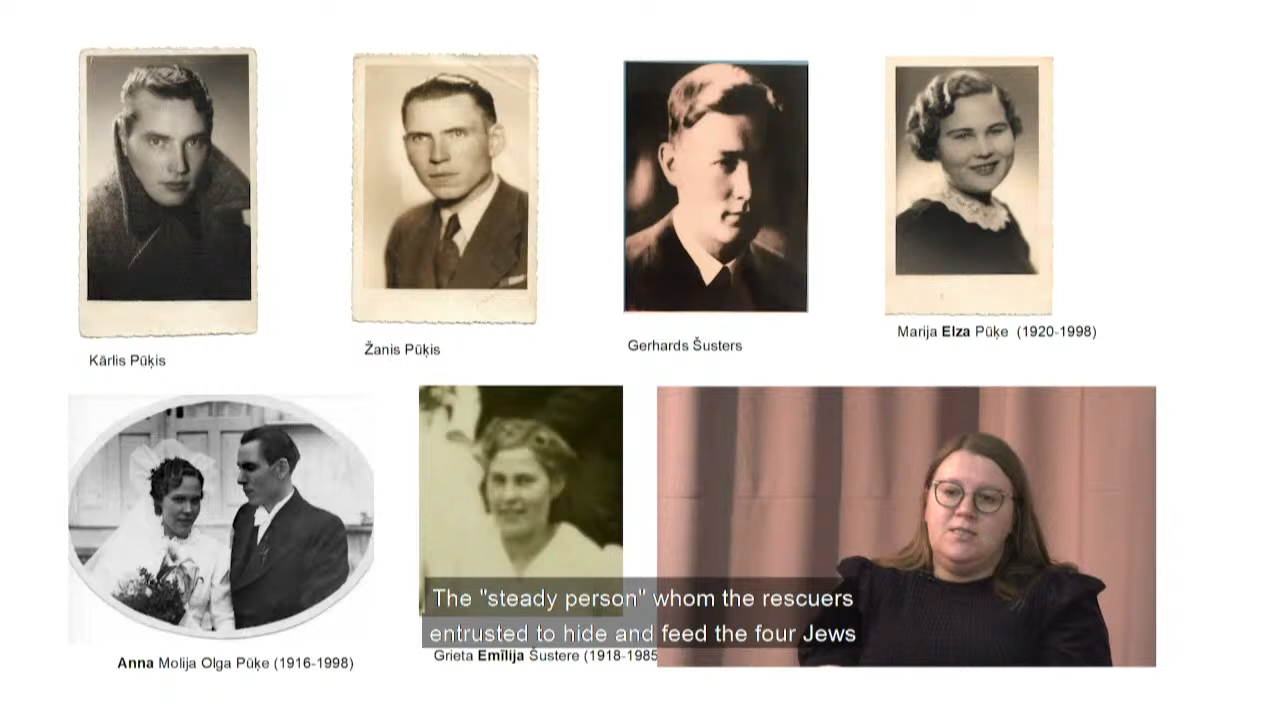 Kārlis Pūķis
Žanis Pūķis
Gerhards Šusters
Marija Elza Pūķe (1920-1998)
Anna Molija Olga Pūķe (1916-1998)
Grieta Emīlija Šustere (1918-1985
The "steady person" whom the rescuers
entrusted to hide and feed the four Jews